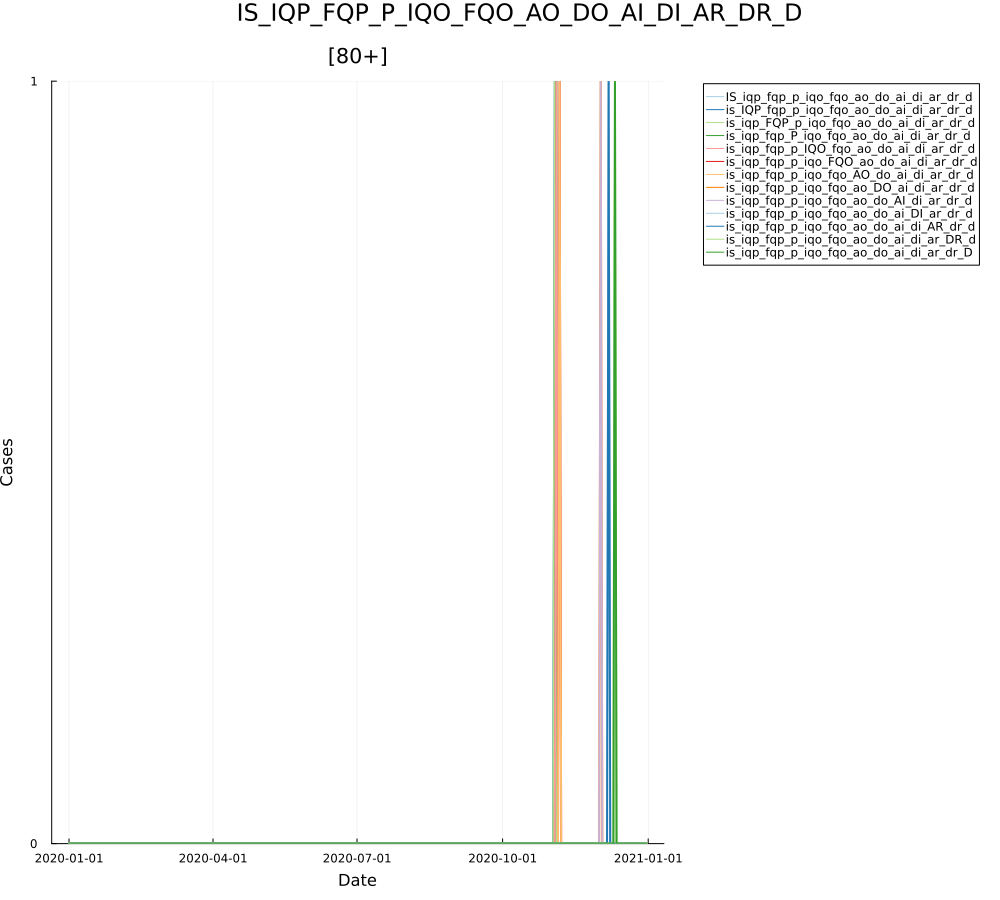 IS_IQP_FQP_P_IQO_FQO_AO_DO_AI_DI_AR_DR_D
[80+]
1
IS_iqp_fqp_p_iqo_fqo_ao_do_ai_di_ar_dr_d
is_IQP_fqp_p_iqo_fqo_ao_do_ai_di_ar_dr_d
is_iqp_FQP_p_iqo_fqo_ao_do_ai_di_ar_dr_d
is_iqp_fqp_P_iqo_fqo_ao_do_ai_di_ar_dr_d
is_iqp_fqp_p_IQO_fqo_ao_do_ai_di_ar_dr_d
is_iqp_fqp_p_iqo_FQO_ao_do_ai_di_ar_dr_d
is_iqp_fqp_p_iqo_fqo_AO_do_ai_di_ar_dr_d
is_iqp_fqp_p_iqo_fqo_ao_DO_ai_di_ar_dr_d
is_iqp_fqp_p_iqo_fqo_ao_do_AI_di_ar_dr_d
is_iqp_fqp_p_iqo_fqo_ao_do_ai_DI_ar_dr_d
is_iqp_fqp_p_iqo_fqo_ao_do_ai_di_AR_dr_d
is_iqp_fqp_p_iqo_fqo_ao_do_ai_di_ar_DR_d
is_iqp_fqp_p_iqo_fqo_ao_do_ai_di_ar_dr_D
Cases
0
2020-01-01 2020-04-01 2020-07-01 2020-10-01 2021-01-01
Date